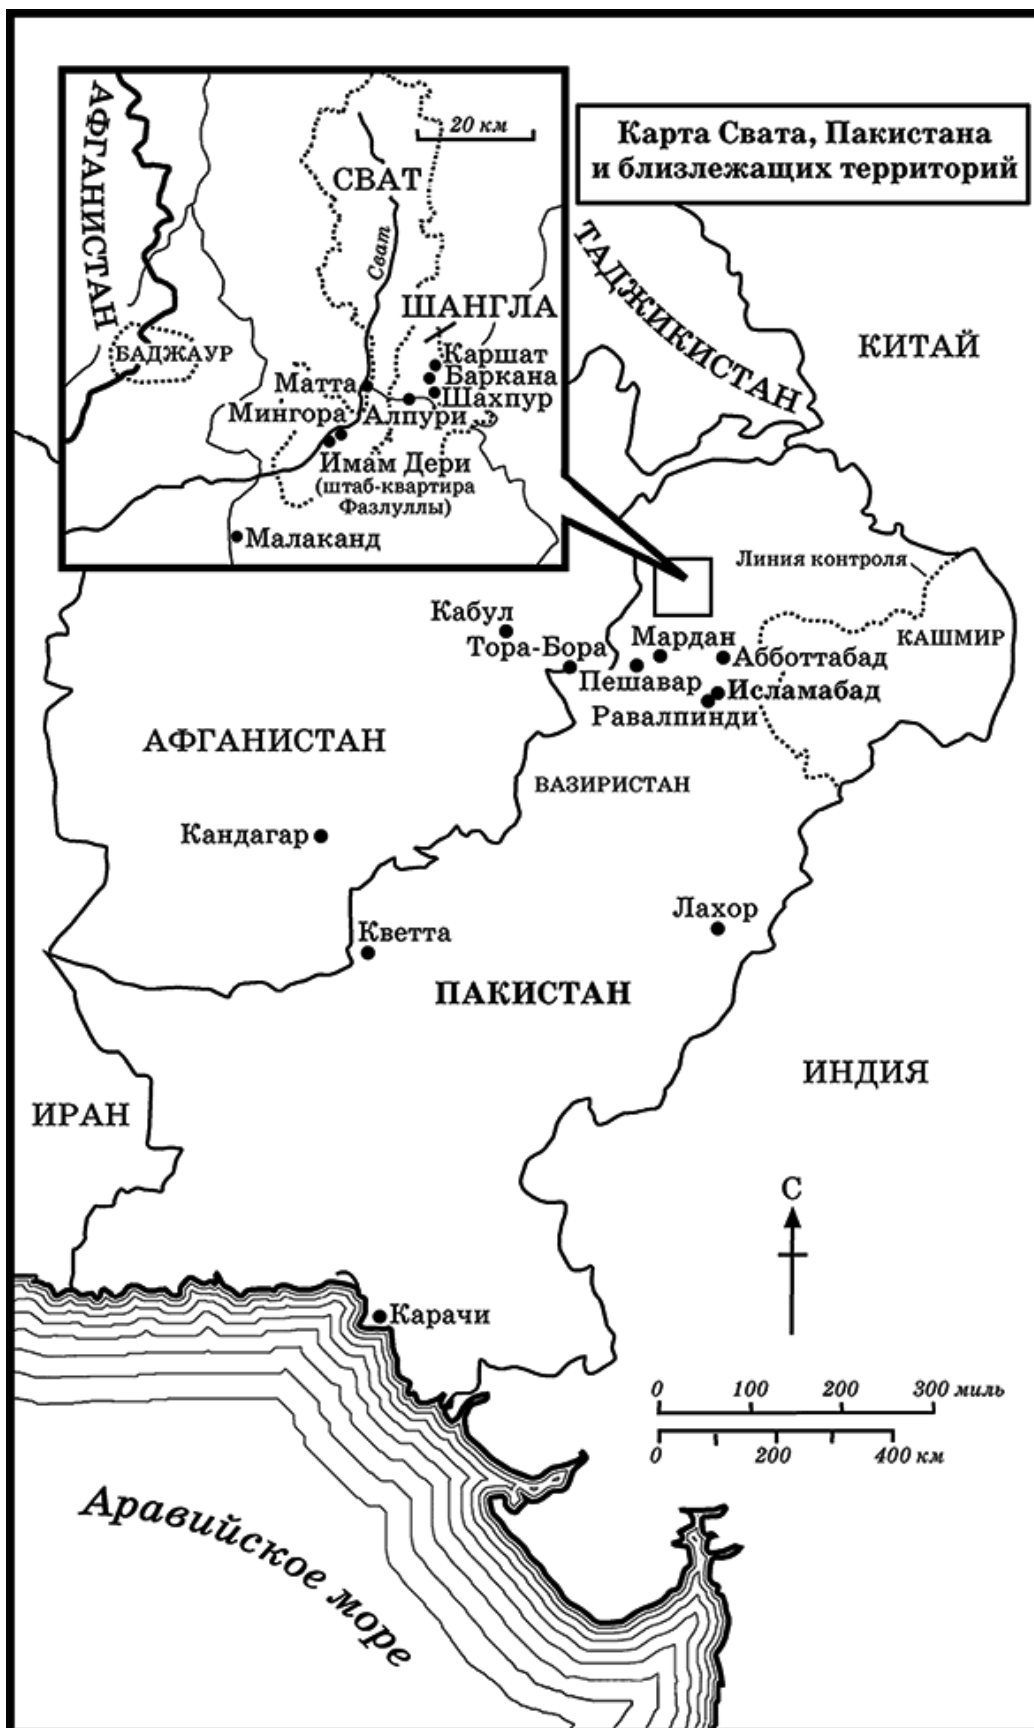 Карта Свата, Пакистана
и близлежащих территорий
АФГАНИСТАН
20 км
СВАТ
Сват
ШАНГЛА
БАДЖАУР
Каршат
Баркана
Шахпур
Матта
Мингора
Алпури
Имам Дери
(штаб-квартира
Фазлуллы)
Малаканд
ТАДЖИКИСТАН
КИТАЙ
Линия контроля
КАШМИР
Кабул
Тора-Бора
Мардан
Абботтабад
Пешавар
Исламабад
Равалпинди
АФГАНИСТАН
ВАЗИРИСТАН
Кандагар
Лахор
Кветта
ПАКИСТАН
ИНДИЯ
ИРАН
С
Карачи
0 100 200 300 миль
0 200 400 км
Аравийское море